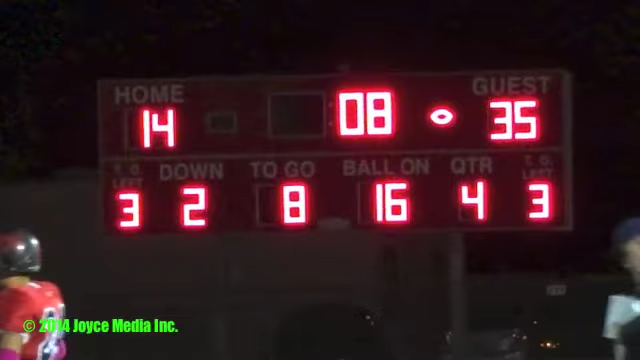 HOME GUEST
14 08 35
T. O. LEFT DOWN TO GO BALL ON QTR T. O. LEFT
3 2 8 16 4 3
© 2014 Joyce Media Inc.